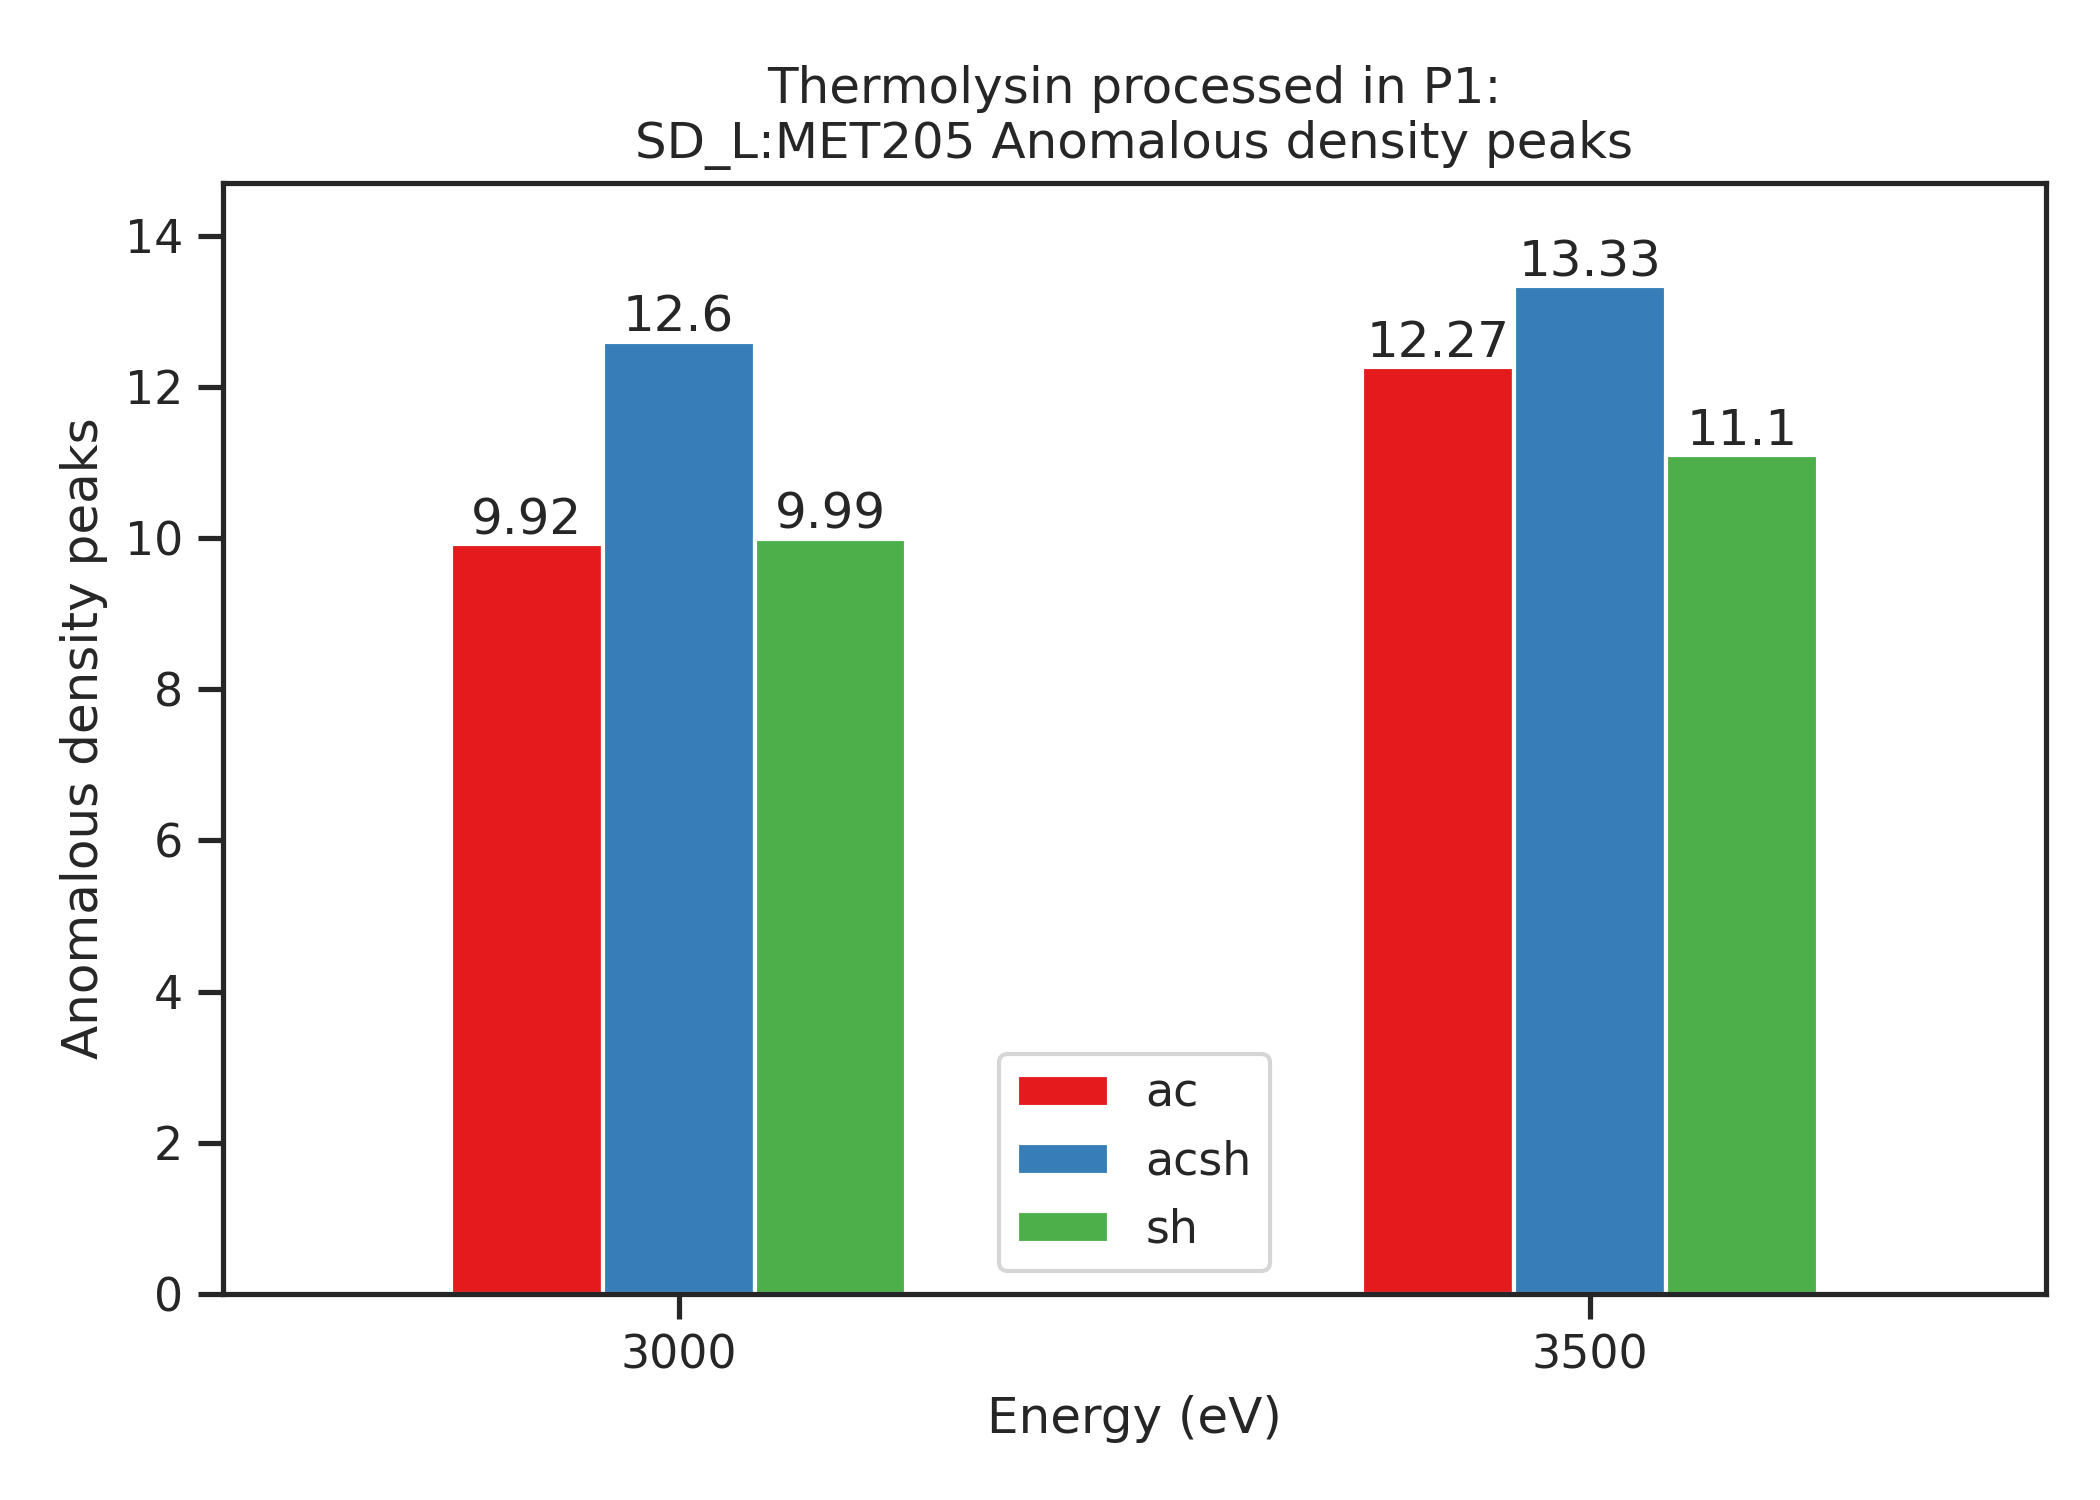 Thermolysin processed in P1:
SD_L:MET205 Anomalous density peaks
Anomalous density peaks
14
12
10
8
6
4
2
0
9.92
12.6
9.99
12.27
13.33
11.1
ac
acsh
sh
3000
3500
Energy (eV)